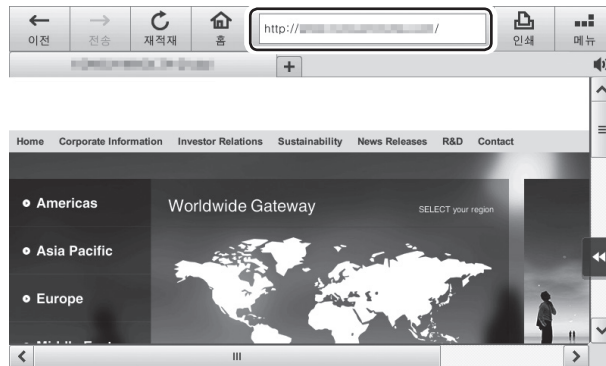 이전 전송 재적재 홈 http:// / 인쇄 메뉴
+
Home Corporate Information Investor Relations Sustainability News Releases R&D Contact
Americas
Worldwide Gateway
SELECT your region
Asia Pacific
Europe